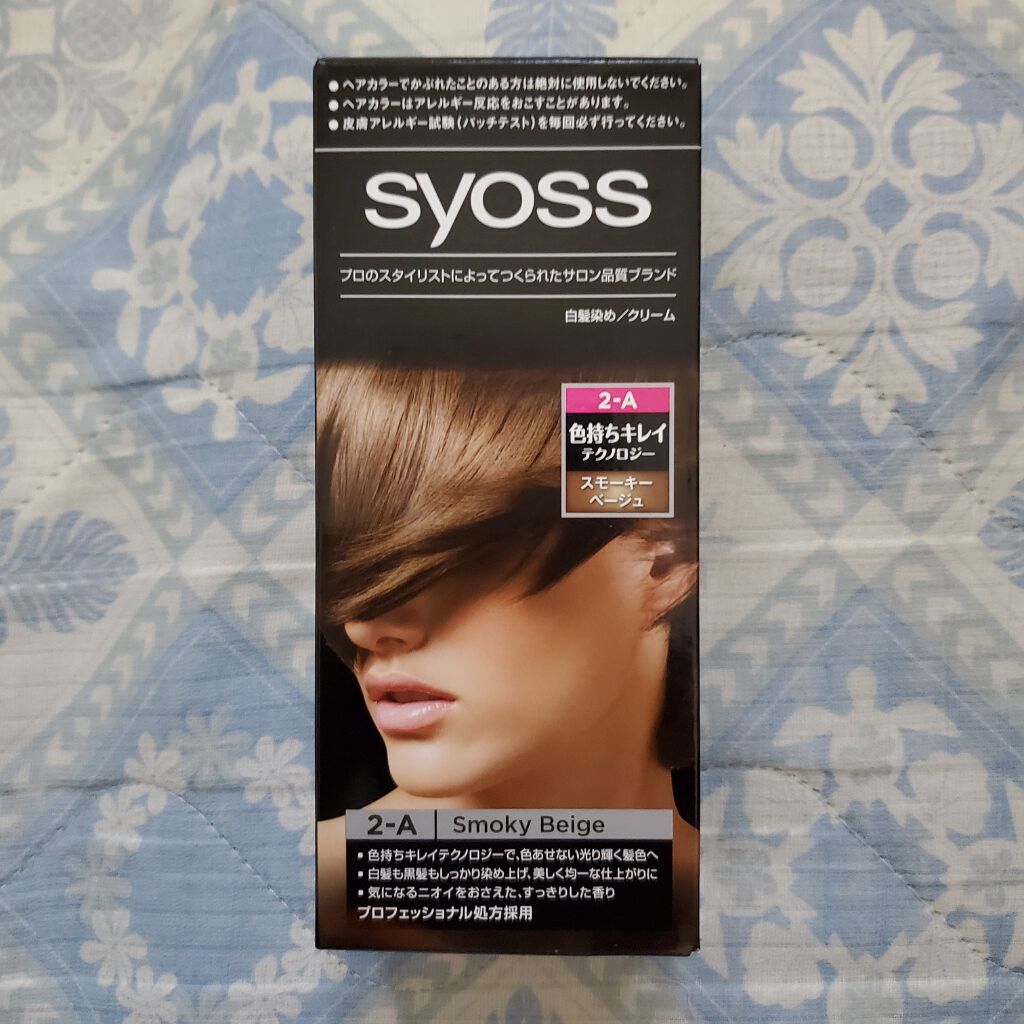 ● ヘアカラーでかぶれたことのある方は絶対に使用しないでください。
● ヘアカラーはアレルギー反応をおこすことがあります。
● 皮膚アレルギー試験(パッチテスト)を毎回必ず行ってください。
syoss
プロのスタイリストによってつくられたサロン品質ブランド
白髪染め/クリーム
2-A
色持ちキレイ
テクノロジー
スモーキー
ベージュ
2-A | Smoky Beige
▪ 色持ちキレイテクノロジーで、色あせない光り輝く髪色へ
▪ 白髪も黒髪もしっかり染め上げ、美しく均一な仕上がりに
▪ 気になるニオイをおさえた、すっきりした香り
プロフェッショナル処方採用